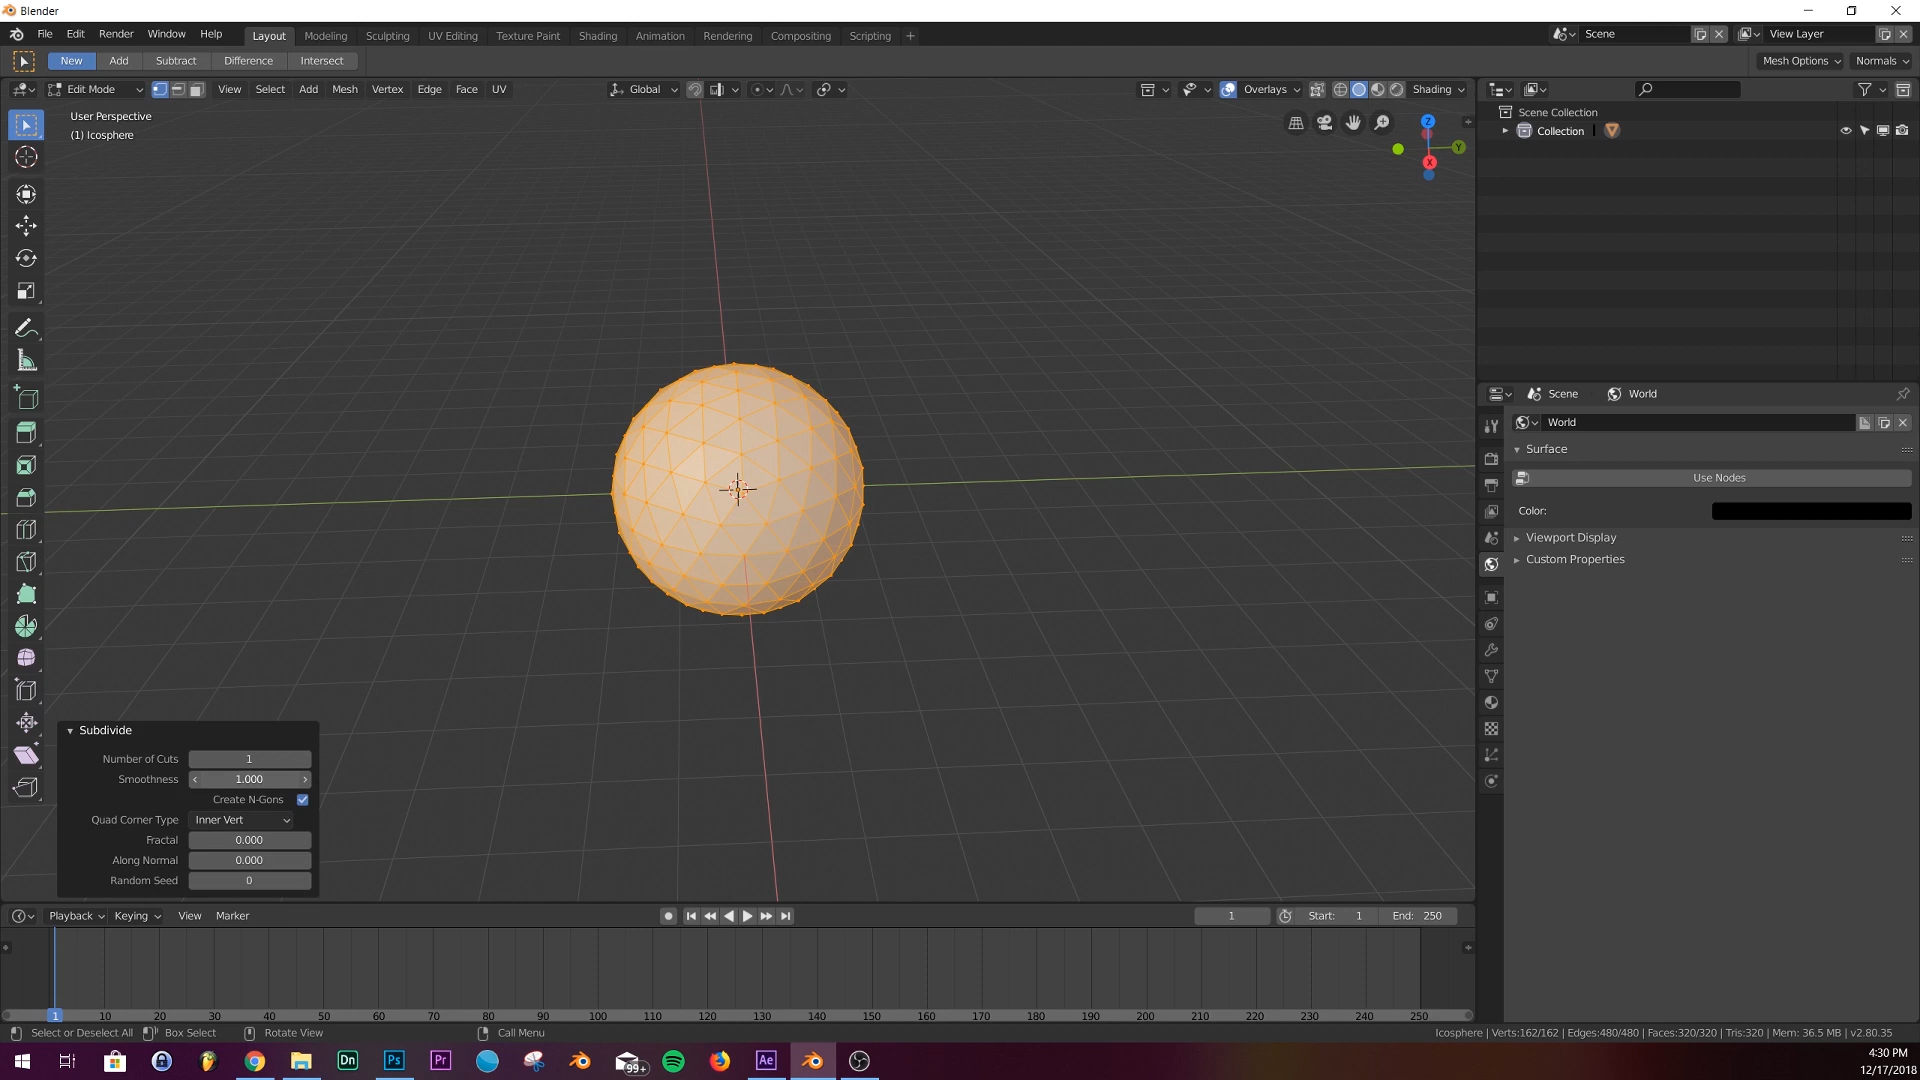 Blender
File Edit Render Window Help Layout Modeling Sculpting UV Editing Texture Paint Shading Animation Rendering Compositing Scripting + Scene View Layer
New Add Subtract Difference Intersect Mesh Options Normals
Edit Mode View Select Add Mesh Vertex Edge Face UV Global Overlays Shading
User Perspective
(1) Icosphere
Z
Y
X
Scene Collection
Collection
Scene World
World
Surface
Use Nodes
Color:
Viewport Display
Custom Properties
Subdivide
Number of Cuts 1
Smoothness 1.000
Create N-Gons
Quad Corner Type Inner Vert
Fractal 0.000
Along Normal 0.000
Random Seed 0
Playback Keying View Marker 1 Start: 1 End: 250
1 10 20 30 40 50 60 70 80 90 100 110 120 130 140 150 160 170 180 190 200 210 220 230 240 250
Select or Deselect All Box Select Rotate View Call Menu Icosphere | Verts:162/162 | Edges:480/480 | Faces:320/320 | Tris:320 | Mem: 36.5 MB | v2.80.35
Dn Ps Pr 99+ Ae
4:30 PM
12/17/2018